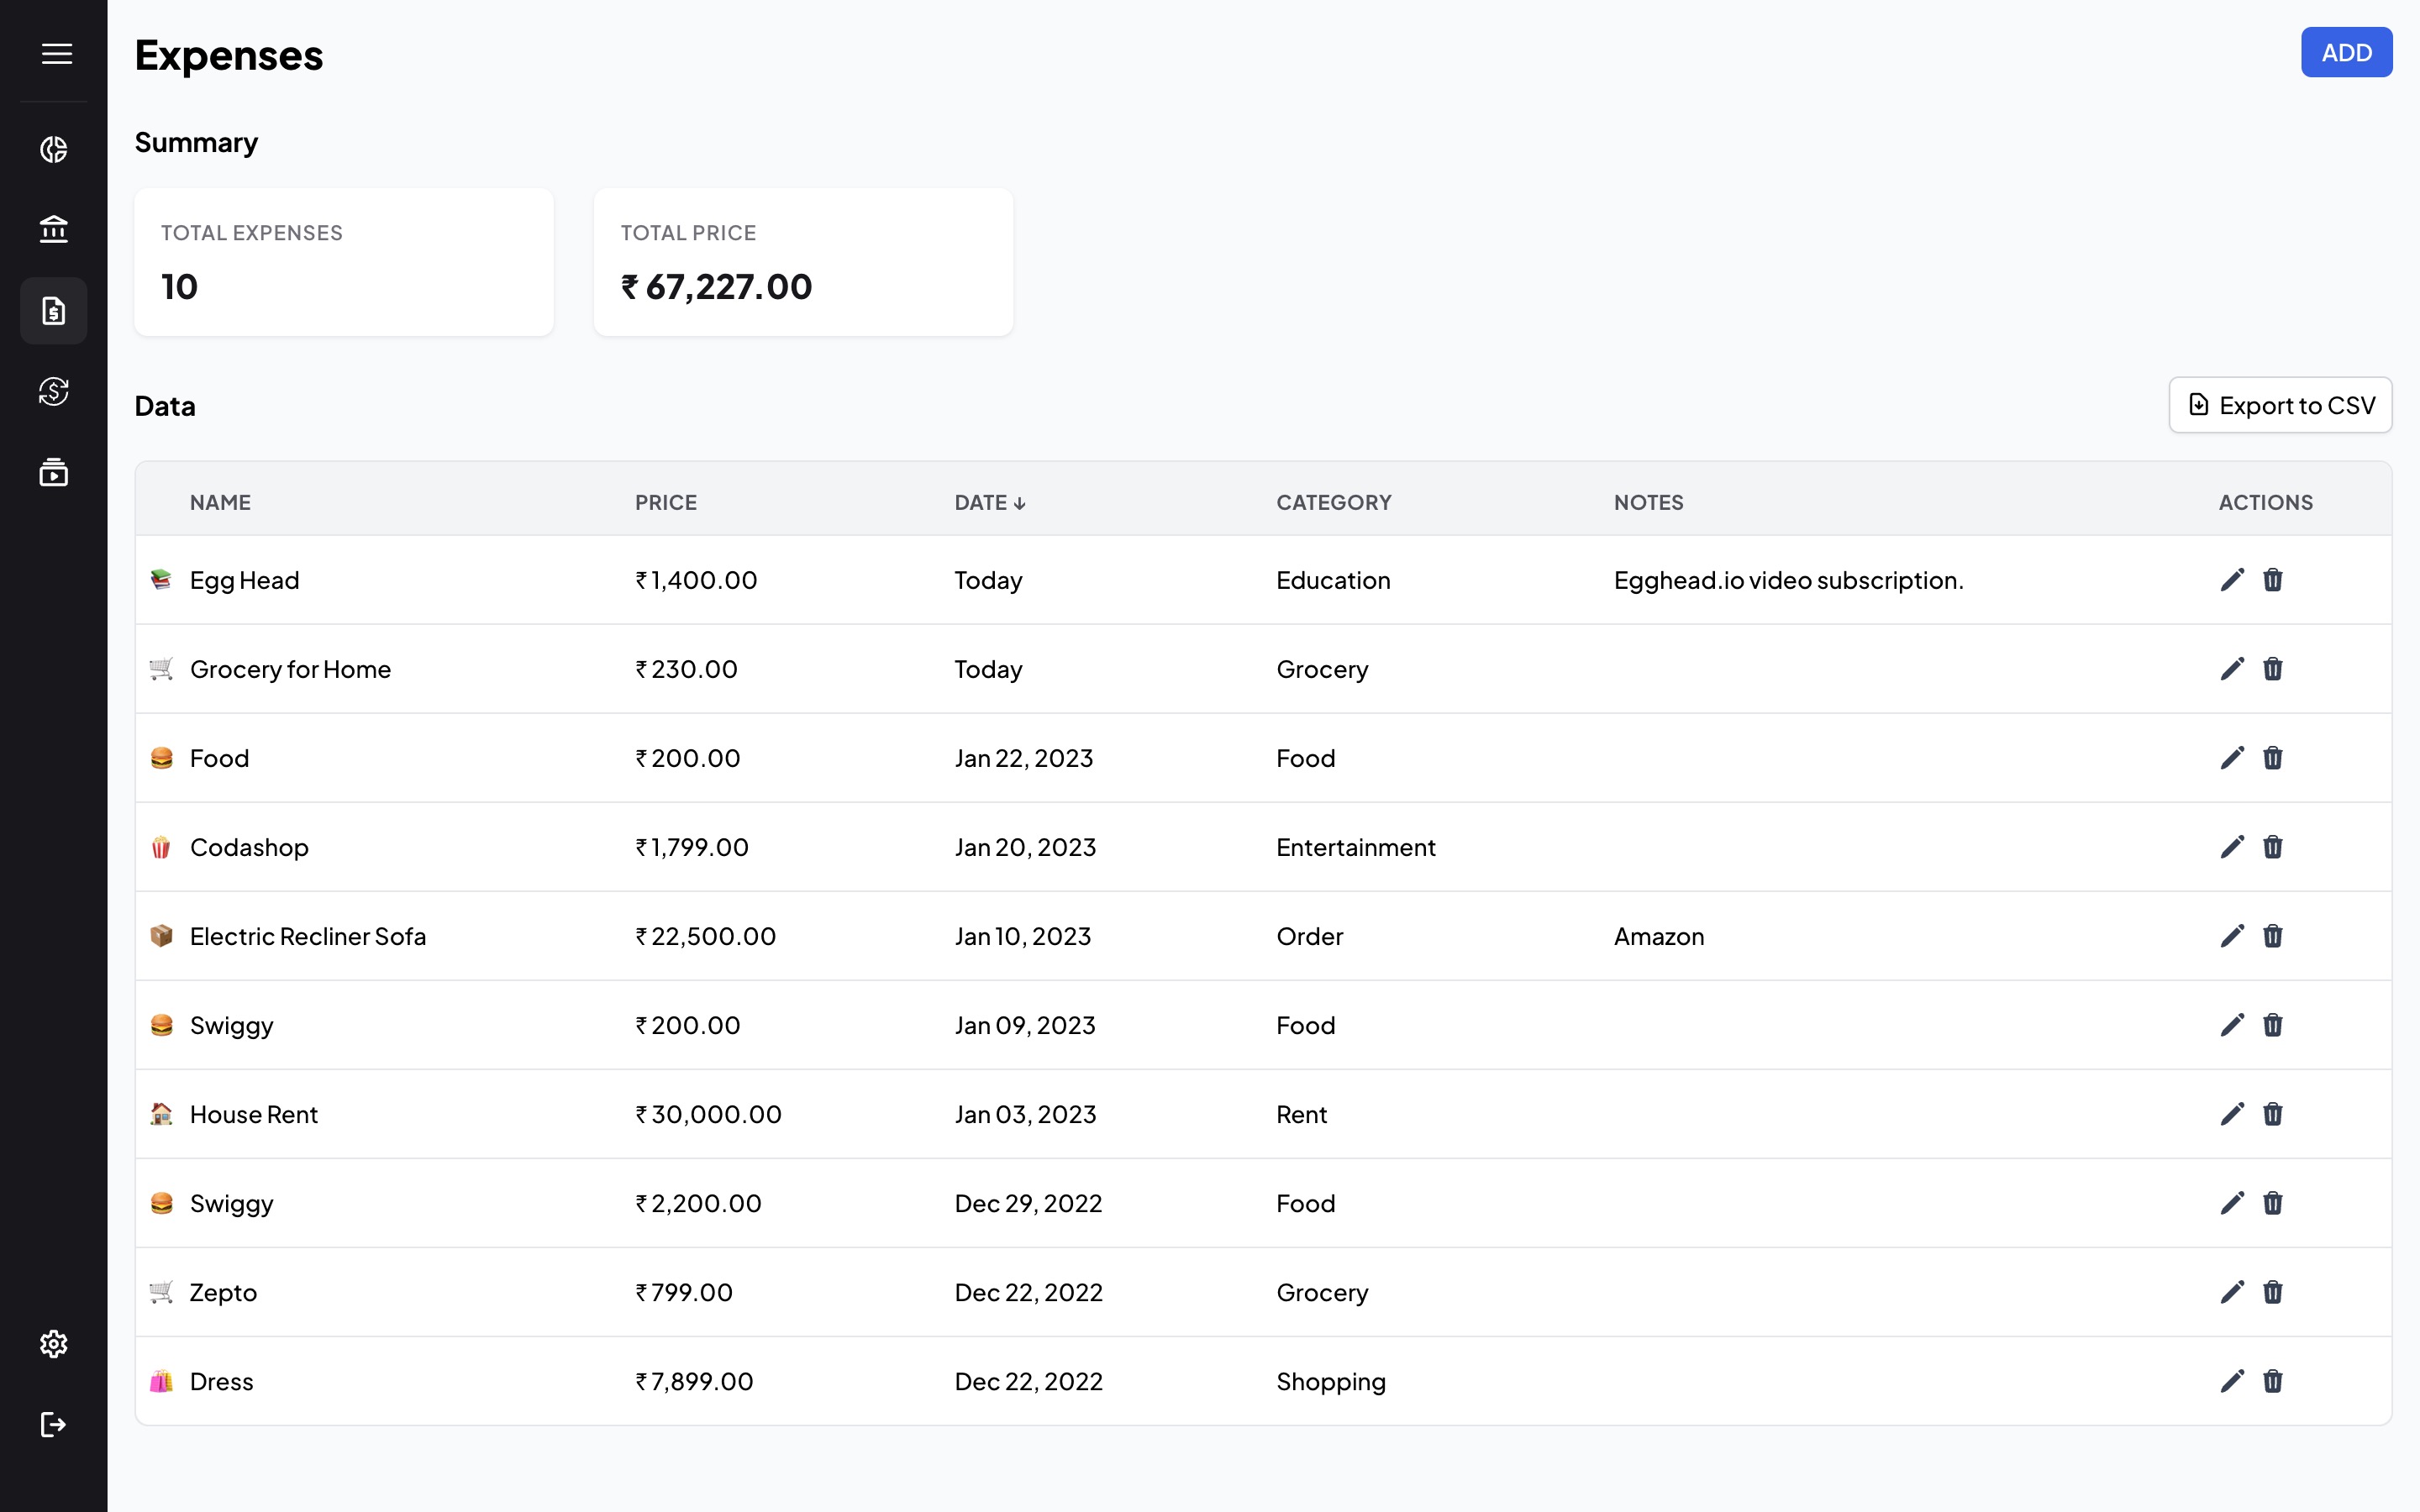 Expenses
ADD
Summary
TOTAL EXPENSES
10
TOTAL PRICE
₹ 67,227.00
Data
Export to CSV
NAME PRICE DATE ↓ CATEGORY NOTES ACTIONS
Egg Head ₹ 1,400.00 Today Education Egghead.io video subscription.
Grocery for Home ₹ 230.00 Today Grocery
Food ₹ 200.00 Jan 22, 2023 Food
Codashop ₹ 1,799.00 Jan 20, 2023 Entertainment
Electric Recliner Sofa ₹ 22,500.00 Jan 10, 2023 Order Amazon
Swiggy ₹ 200.00 Jan 09, 2023 Food
House Rent ₹ 30,000.00 Jan 03, 2023 Rent
Swiggy ₹ 2,200.00 Dec 29, 2022 Food
Zepto ₹ 799.00 Dec 22, 2022 Grocery
Dress ₹ 7,899.00 Dec 22, 2022 Shopping